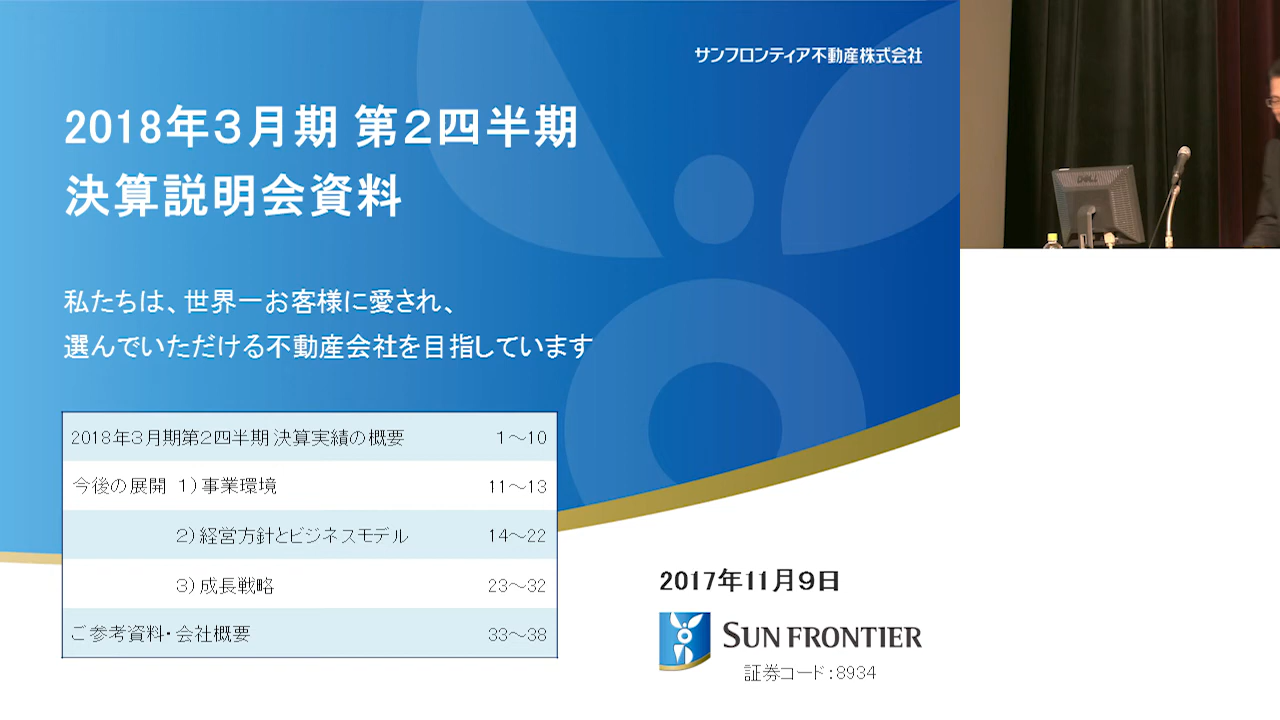 サンフロンティア不動産株式会社
2018年3月期 第2四半期
決算説明会資料
私たちは、世界一お客様に愛され、
選んでいただける不動産会社を目指しています
2018年3月期第2四半期 決算実績の概要 1～10
今後の展開 1）事業環境 11～13
2）経営方針とビジネスモデル 14～22
3）成長戦略 23～32
ご参考資料・会社概要 33～38
2017年11月9日
SUN FRONTIER
証券コード：8934
DELL